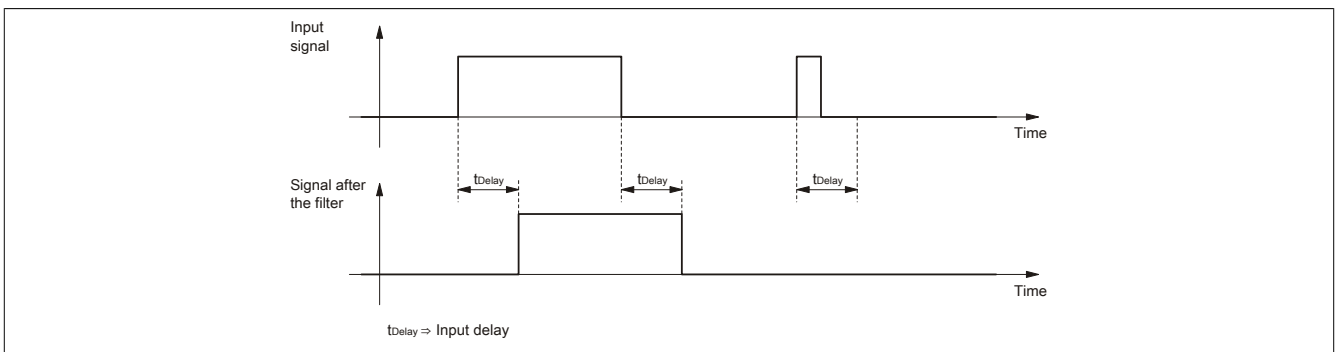 Input
signal
Time
Signal after
the filter
tDelay
tDelay
tDelay
Time
tDelay ⇒ Input delay